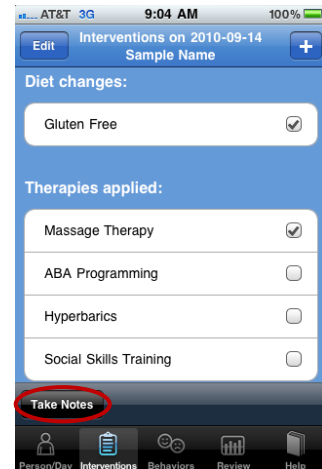 AT&T 3G 9:04 AM 100%
Edit Interventions on 2010-09-14 +
Sample Name
Diet changes:
Gluten Free
Therapies applied:
Massage Therapy
ABA Programming
Hyperbarics
Social Skills Training
Take Notes
Person/Day Interventions Behaviors Review Help